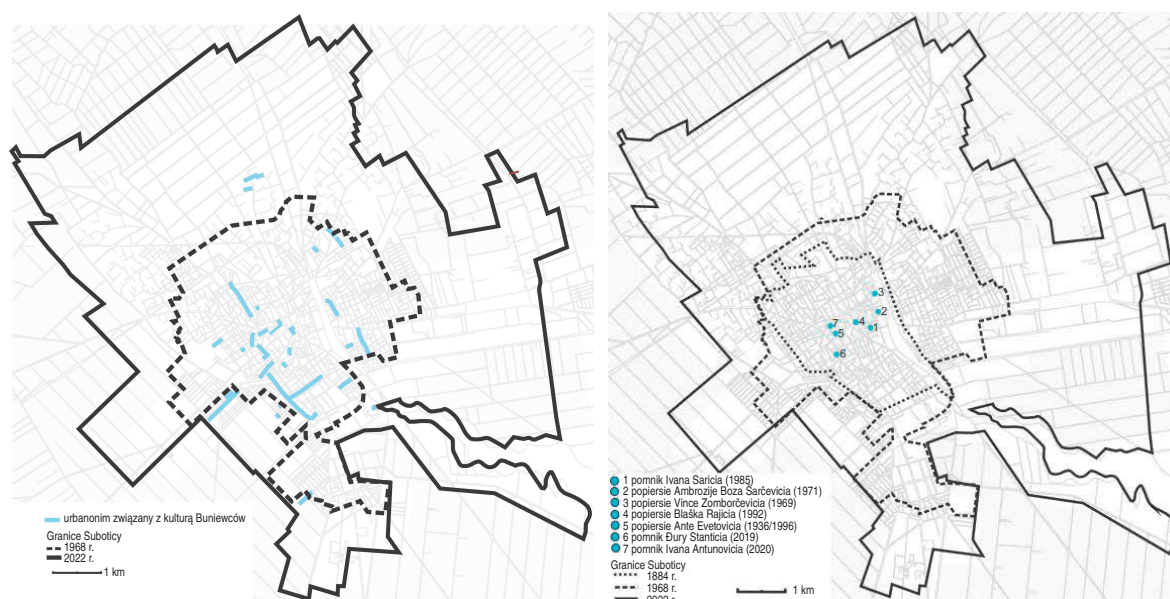 urbanonim związany z kulturą Buniewców
Granice Suboticy
1968 r.
2022 r.
1 km
3
2
4
1
7
5
6
1 pomnik Ivana Saricia (1985)
2 popiersie Ambrozije Boza Šarčevicia (1971)
3 popiersie Vince Zomborčevicia (1969)
4 popiersie Blaška Rajicia (1992)
5 popiersie Ante Evetovicia (1936/1996)
6 pomnik Đury Stanticia (2019)
7 pomnik Ivana Antunovicia (2020)
Granice Suboticy
1884 r.
1968 r.
1 km